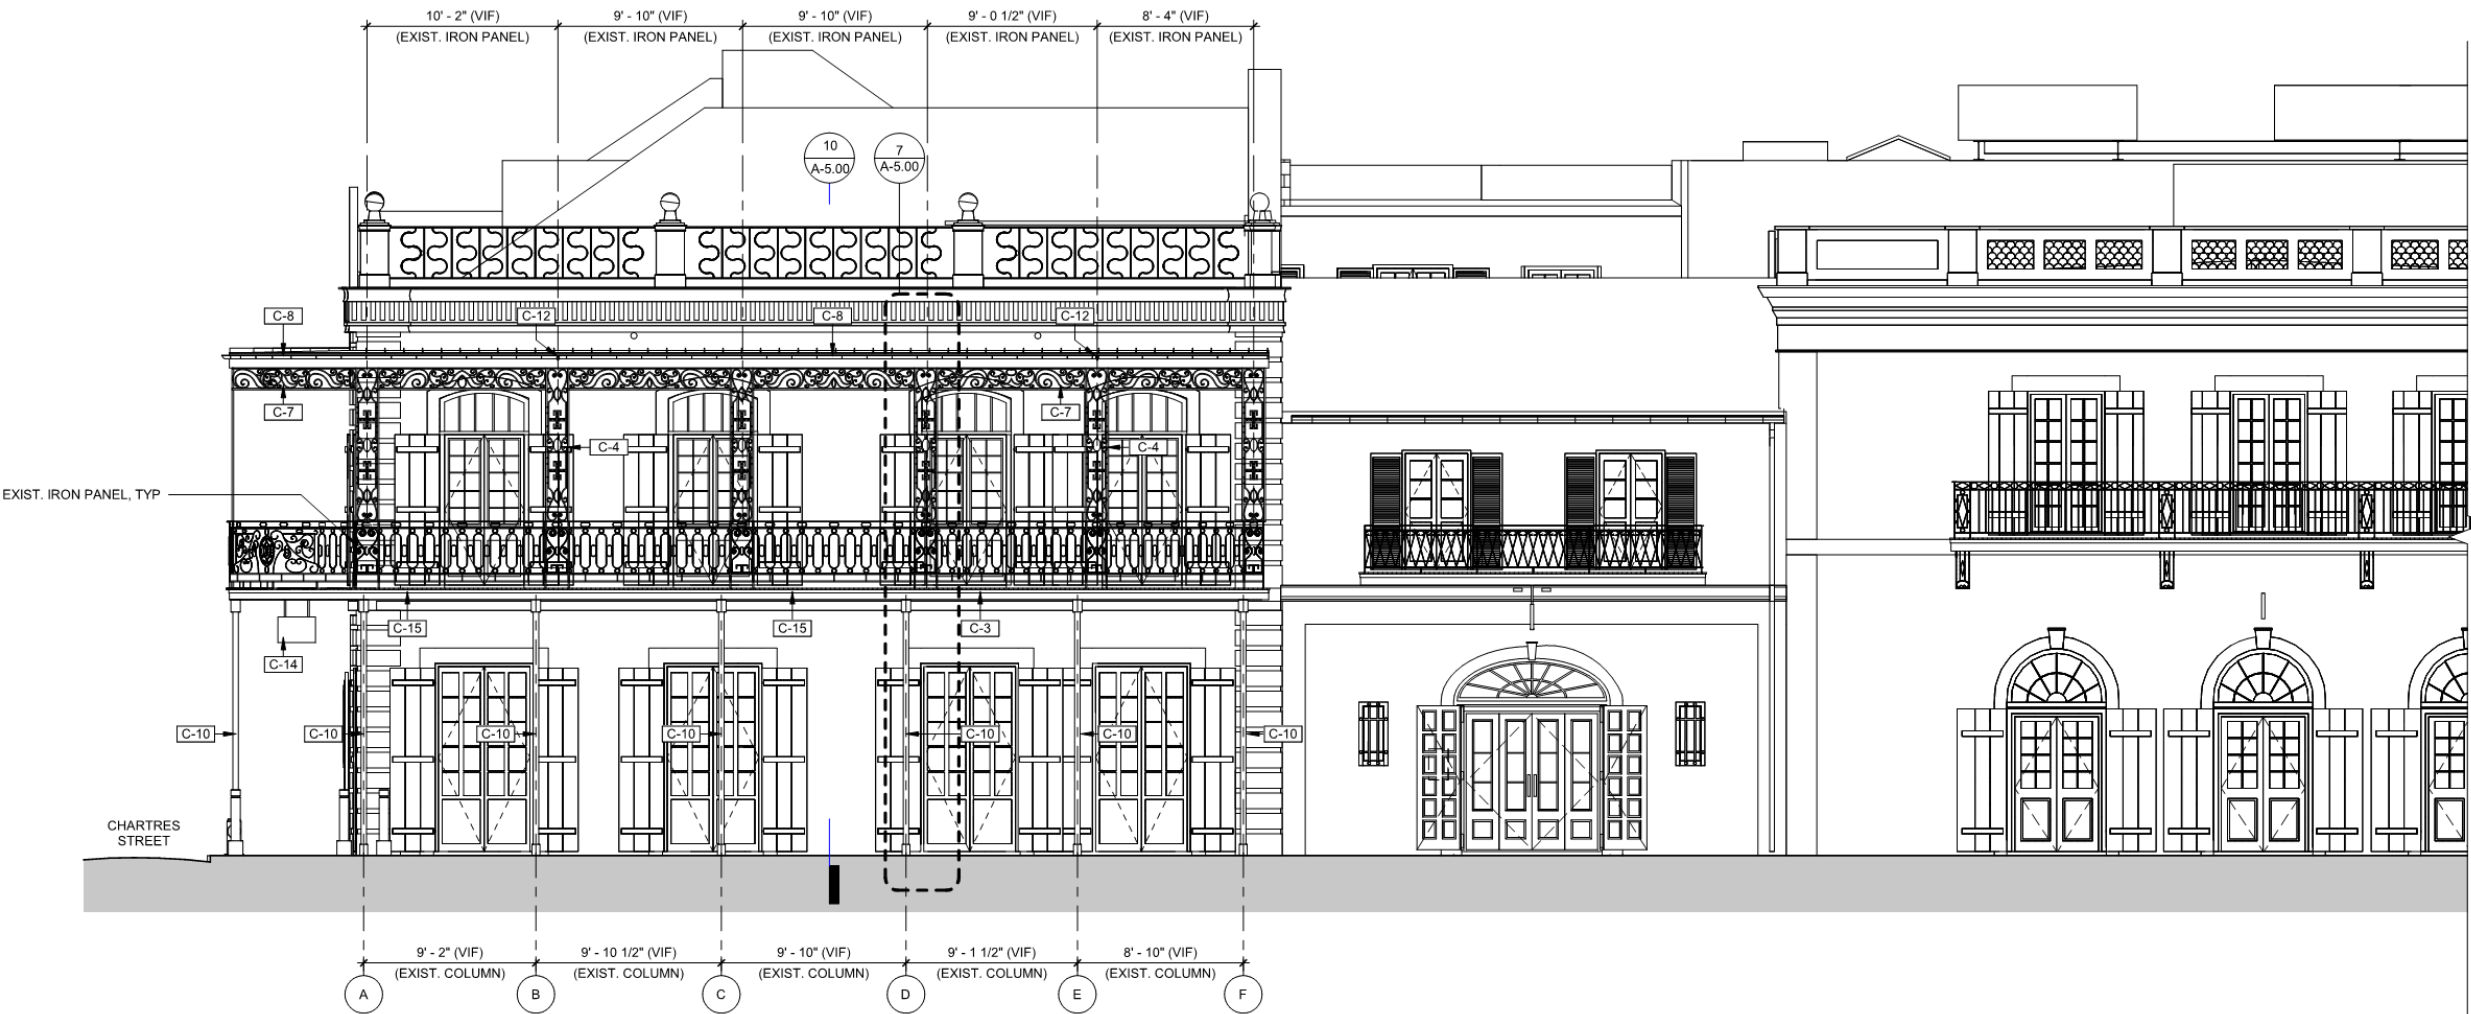 10' - 2" (VIF)
9' - 10" (VIF)
9' - 10" (VIF)
9' - 0 1/2" (VIF)
8' - 4" (VIF)
(EXIST. IRON PANEL)
(EXIST. IRON PANEL)
(EXIST. IRON PANEL)
(EXIST. IRON PANEL)
(EXIST. IRON PANEL)
10
A-5.00
7
A-5.00
C-8
C-12
C-8
C-12
C-7
C-7
C-4
C-4
EXIST. IRON PANEL, TYP
C-15
C-15
C-3
C-14
C-10
C-10
C-10
C-10
C-10
C-10
C-10
CHARTRES
STREET
9' - 2" (VIF)
9' - 10 1/2" (VIF)
9' - 10" (VIF)
9' - 1 1/2" (VIF)
8' - 10" (VIF)
(EXIST. COLUMN)
(EXIST. COLUMN)
(EXIST. COLUMN)
(EXIST. COLUMN)
(EXIST. COLUMN)
A
B
C
D
E
F